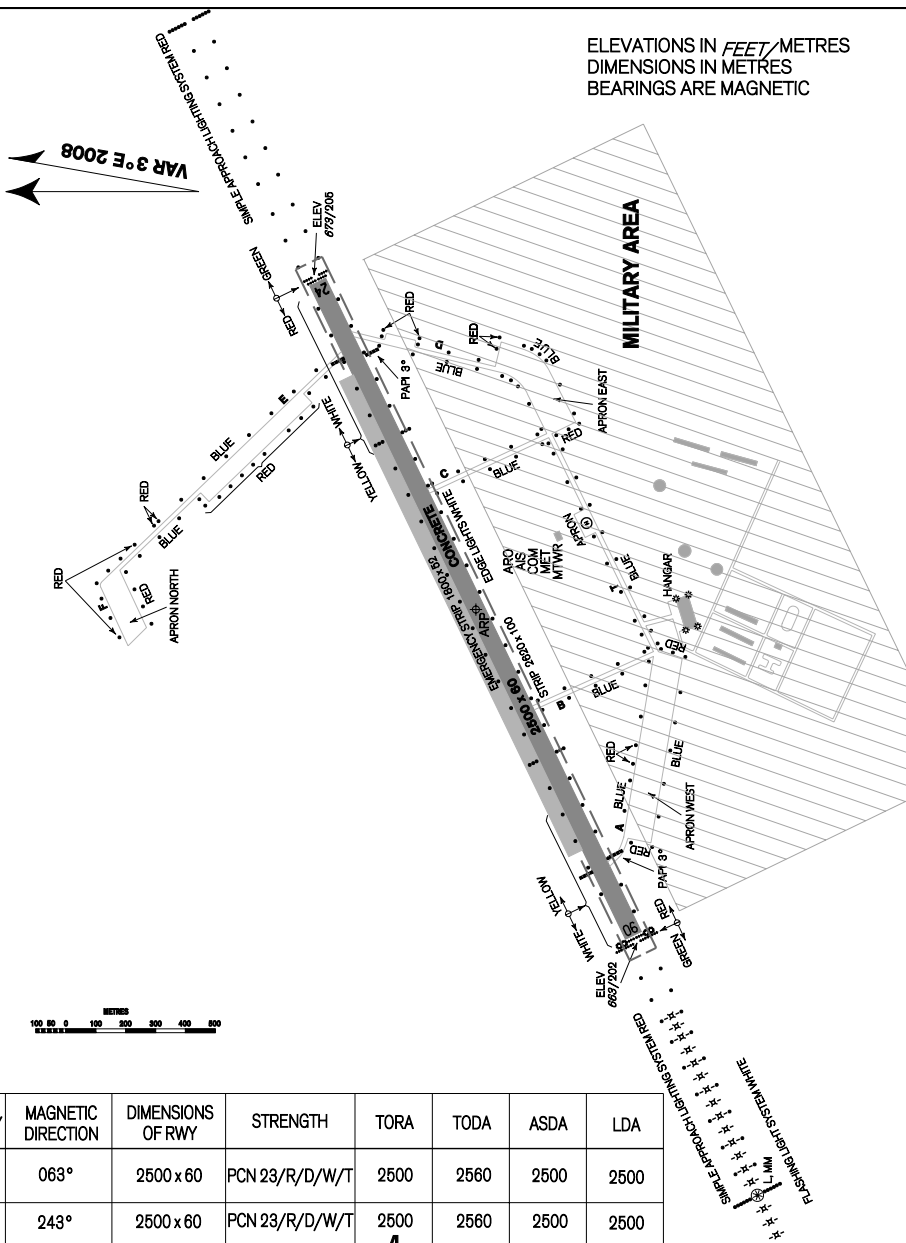 ELEVATIONS IN FEET/METRES
DIMENSIONS IN METRES
BEARINGS ARE MAGNETIC
SIMPLE APPROACH LIGHTING SYSTEM RED
VAR 3°E 2008
GREEN
RED
ELEV
673/205
24
MILITARY AREA
WHITE
YELLOW
PAPI 3°
RED
D
BLUE
RED
BLUE
APRON EAST
RED
E
BLUE
RED
RED
BLUE
RED
F
RED
APRON NORTH
C
BLUE
CONCRETE
EDGE LIGHTS WHITE
EMERGENCY STRIP 1800 x 52
ARP
STRIP 2620 x 100
2500 x 60
ARO
AIS
COM
MET
MTWR
APRON
H
T
BLUE
HANGAR
RED
B
BLUE
RED
BLUE
A
BLUE
APRON WEST
RED
PAPI 3°
YELLOW
WHITE
06
ELEV
663/202
RED
GREEN
SIMPLE APPROACH LIGHTING SYSTEM RED
FLASHING LIGHT SYSTEM WHITE
L, MM
METRES
100 50 0 100 200 300 400 500
MAGNETIC DIRECTION DIMENSIONS OF RWY STRENGTH TORA TODA ASDA LDA
063° 2500 x 60 PCN 23/R/D/W/T 2500 2560 2500 2500
243° 2500 x 60 PCN 23/R/D/W/T 2500 2560 2500 2500